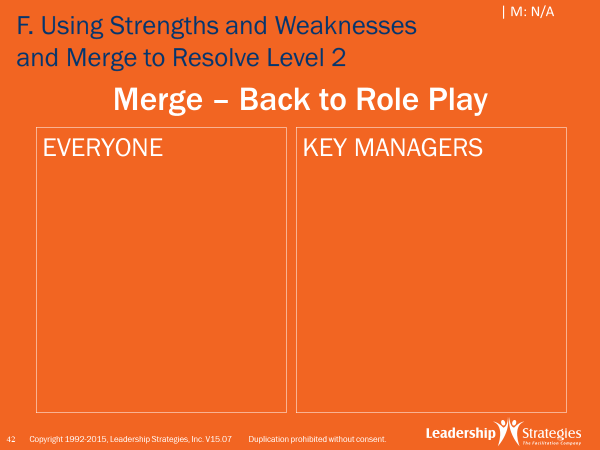 | M: N/A
F. Using Strengths and Weaknesses
and Merge to Resolve Level 2
Merge – Back to Role Play
EVERYONE
KEY MANAGERS
42 Copyright 1992-2015, Leadership Strategies, Inc. V15.07 Duplication prohibited without consent.
Leadership Strategies
The Facilitation Company